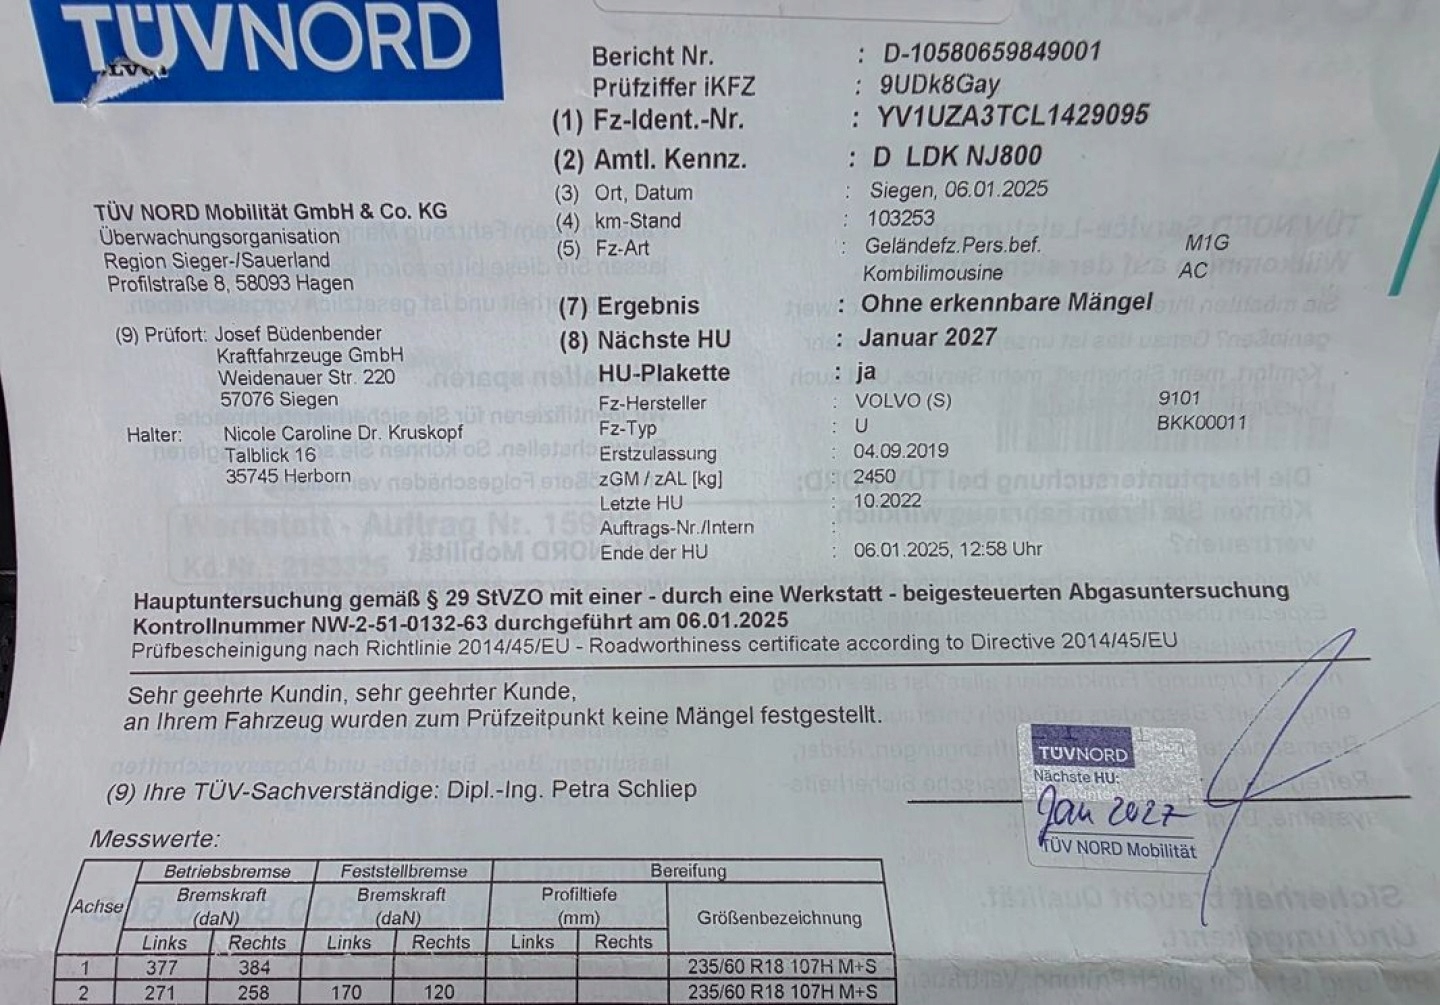 TÜVNORD
LV
Bericht Nr. : D-10580659849001
Prüfziffer iKFZ : 9UDk8Gay
(1) Fz-Ident.-Nr. : YV1UZA3TCL1429095
(2) Amtl. Kennz. : D LDK NJ800
(3) Ort, Datum : Siegen, 06.01.2025
(4) km-Stand : 103253
(5) Fz-Art : Geländefz.Pers.bef. M1G
Kombilimousine AC
(7) Ergebnis : Ohne erkennbare Mängel
(8) Nächste HU : Januar 2027
HU-Plakette : ja
Fz-Hersteller : VOLVO (S) 9101
Fz-Typ : U BKK00011
Erstzulassung : 04.09.2019
zGM / zAL [kg] : 2450
Letzte HU : 10.2022
Auftrags-Nr./Intern :
Ende der HU : 06.01.2025, 12:58 Uhr
TÜV NORD Mobilität GmbH & Co. KG
Überwachungsorganisation
Region Sieger-/Sauerland
Profilstraße 8, 58093 Hagen
(9) Prüfort: Josef Büdenbender
Kraftfahrzeuge GmbH
Weidenauer Str. 220
57076 Siegen
Halter: Nicole Caroline Dr. Kruskopf
Talblick 16
35745 Herborn
Hauptuntersuchung gemäß § 29 StVZO mit einer - durch eine Werkstatt - beigesteuerten Abgasuntersuchung
Kontrollnummer NW-2-51-0132-63 durchgeführt am 06.01.2025
Prüfbescheinigung nach Richtlinie 2014/45/EU - Roadworthiness certificate according to Directive 2014/45/EU
Sehr geehrte Kundin, sehr geehrter Kunde,
an Ihrem Fahrzeug wurden zum Prüfzeitpunkt keine Mängel festgestellt.
(9) Ihre TÜV-Sachverständige: Dipl.-Ing. Petra Schliep
TÜVNORD
Nächste HU:
Jan 2027
TÜV NORD Mobilität
Messwerte:
Achse Betriebsbremse Feststellbremse Bereifung
Bremskraft (daN) Bremskraft (daN) Profiltiefe (mm) Größenbezeichnung
Links Rechts Links Rechts Links Rechts
1 377 384 235/60 R18 107H M+S
2 271 258 170 120 235/60 R18 107H M+S